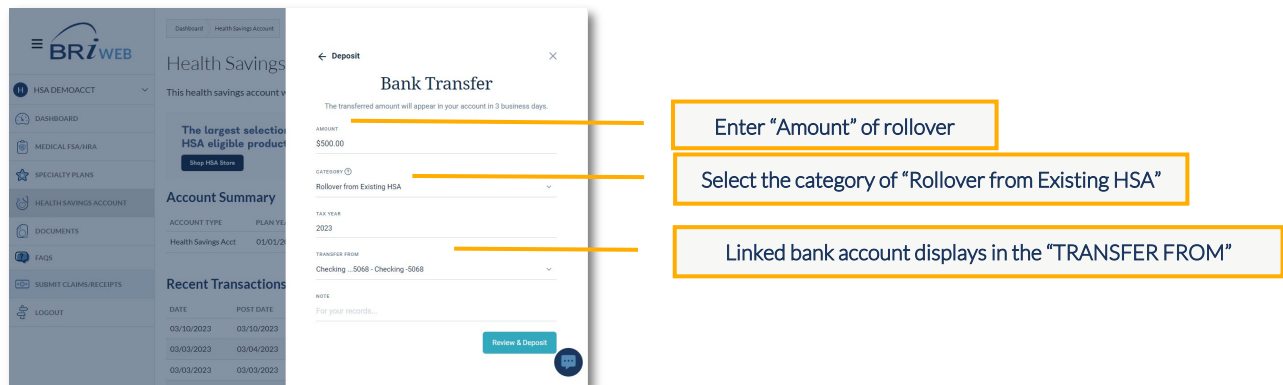 BRiWEB
H HSA DEMOACCT
DASHBOARD
MEDICAL FSA/HRA
SPECIALTY PLANS
HEALTH SAVINGS ACCOUNT
DOCUMENTS
FAQS
SUBMIT CLAIMS/RECEIPTS
LOGOUT
Dashboard Health Savings Account
Health Savings
This health savings account
The largest selection
HSA eligible product
Shop HSA Store
Account Summary
ACCOUNT TYPE PLAN YEA
Health Savings Acct 01/01/20
Recent Transactions
DATE POST DATE
03/10/2023 03/10/2023
03/03/2023 03/04/2023
03/03/2023 03/03/2023
Deposit
Bank Transfer
The transferred amount will appear in your account in 3 business days.
AMOUNT
$500.00
CATEGORY
Rollover from Existing HSA
TAX YEAR
2023
TRANSFER FROM
Checking ...5068 - Checking -5068
NOTE
For your records...
Review & Deposit
Enter “Amount” of rollover
Select the category of “Rollover from Existing HSA”
Linked bank account displays in the “TRANSFER FROM”